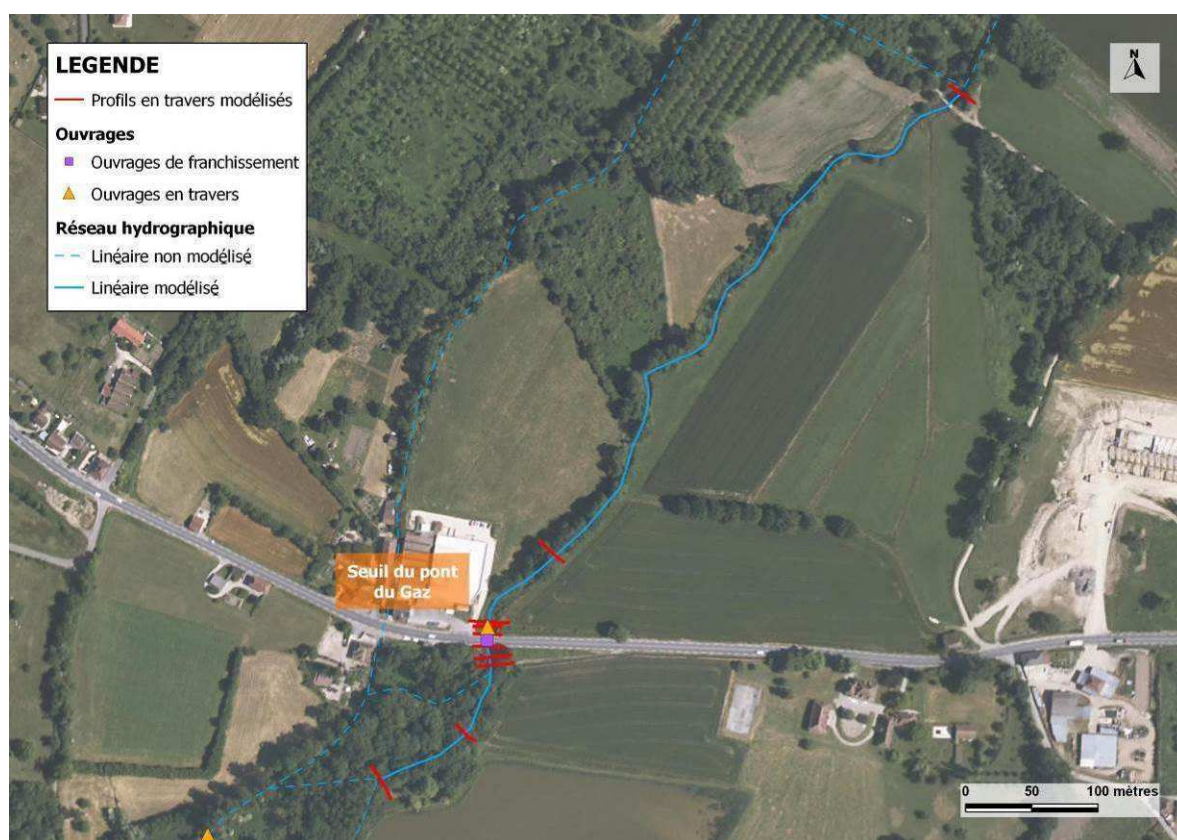 LEGENDE
Profils en travers modélisés
Ouvrages
Ouvrages de franchissement
Ouvrages en travers
Réseau hydrographique
Linéaire non modélisé
Linéaire modélisé
N
Seuil du pont
du Gaz
0 50 100 mètres